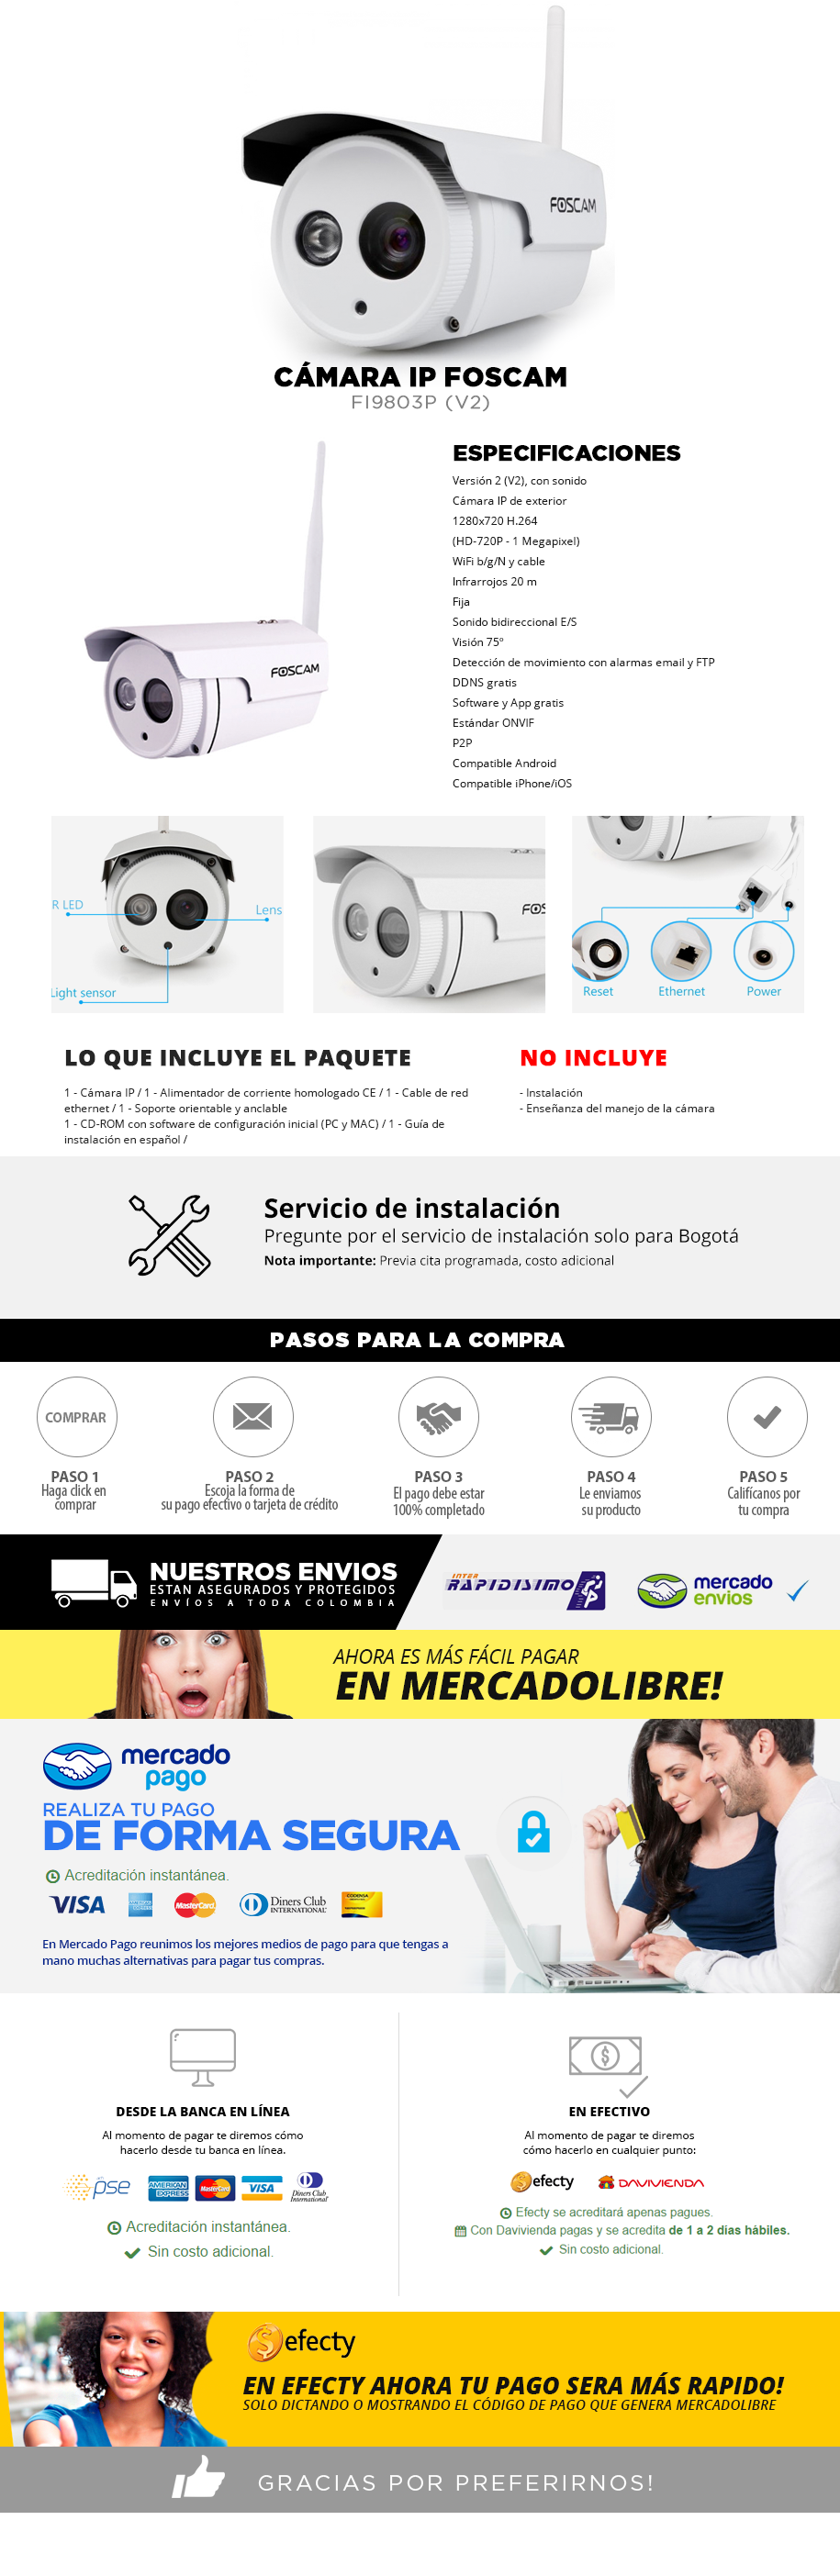 FOSCAM
CÁMARA IP FOSCAM
FI9803P (V2)
ESPECIFICACIONES
Versión 2 (V2), con sonido
Cámara IP de exterior
1280x720 H.264
(HD-720P - 1 Megapixel)
WiFi b/g/N y cable
Infrarrojos 20 m
Fija
Sonido bidireccional E/S
Visión 75º
Detección de movimiento con alarmas email y FTP
DDNS gratis
Software y App gratis
Estándar ONVIF
P2P
Compatible Android
Compatible iPhone/iOS
FOSCAM
R LED
Lens
Light sensor
FOS
Reset
Ethernet
Power
LO QUE INCLUYE EL PAQUETE
1 - Cámara IP / 1 - Alimentador de corriente homologado CE / 1 - Cable de red
ethernet / 1 - Soporte orientable y anclable
1 - CD-ROM con software de configuración inicial (PC y MAC) / 1 - Guía de
instalación en español /
NO INCLUYE
- Instalación
- Enseñanza del manejo de la cámara
Servicio de instalación
Pregunte por el servicio de instalación solo para Bogotá
Nota importante: Previa cita programada, costo adicional
PASOS PARA LA COMPRA
COMPRAR
PASO 1
Haga click en
comprar
PASO 2
Escoja la forma de
su pago efectivo o tarjeta de crédito
PASO 3
El pago debe estar
100% completado
PASO 4
Le enviamos
su producto
PASO 5
Califícanos por
tu compra
NUESTROS ENVIOS
ESTAN ASEGURADOS Y PROTEGIDOS
ENVÍOS A TODA COLOMBIA
INTER
RAPIDISIMO
mercado
envios
AHORA ES MÁS FÁCIL PAGAR
EN MERCADOLIBRE!
mercado
pago
REALIZA TU PAGO
DE FORMA SEGURA
Acreditación instantánea.
VISA
MasterCard
Diners Club
INTERNATIONAL
CODENSA
En Mercado Pago reunimos los mejores medios de pago para que tengas a
mano muchas alternativas para pagar tus compras.
DESDE LA BANCA EN LÍNEA
Al momento de pagar te diremos cómo
hacerlo desde tu banca en línea.
pse
AMERICAN EXPRESS
MasterCard
VISA
Diners Club
International
Acreditación instantánea.
Sin costo adicional.
EN EFECTIVO
Al momento de pagar te diremos
cómo hacerlo en cualquier punto:
efecty
DAVIVIENDA
Efecty se acreditará apenas pagues.
Con Davivienda pagas y se acredita de 1 a 2 días hábiles.
Sin costo adicional.
efecty
EN EFECTY AHORA TU PAGO SERA MÁS RAPIDO!
SOLO DICTANDO O MOSTRANDO EL CÓDIGO DE PAGO QUE GENERA MERCADOLIBRE
GRACIAS POR PREFERIRNOS!